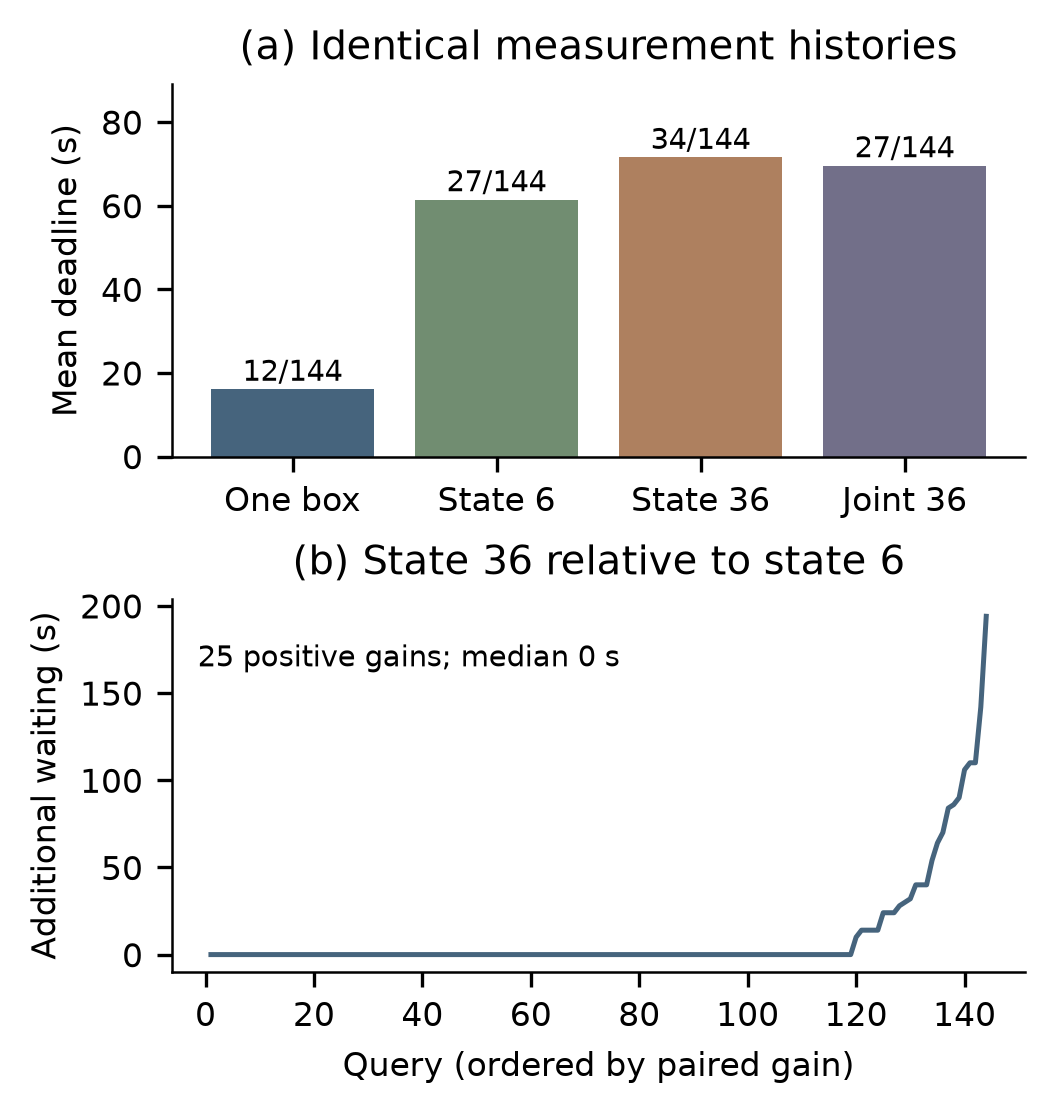 (a) Identical measurement histories
Mean deadline (s)
80
60
40
20
0
12/144
27/144
34/144
27/144
One box
State 6
State 36
Joint 36
(b) State 36 relative to state 6
Additional waiting (s)
200
150
100
50
0
25 positive gains; median 0 s
0
20
40
60
80
100
120
140
Query (ordered by paired gain)